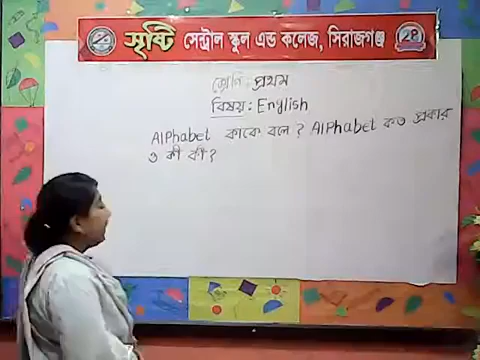 সৃষ্টি সেন্ট্রাল স্কুল এন্ড কলেজ, সিরাজগঞ্জ
শ্রেণি: প্রথম
বিষয়: English
Alphabet কাকে বলে ? Alphabet কত প্রকার
ও কী কী?